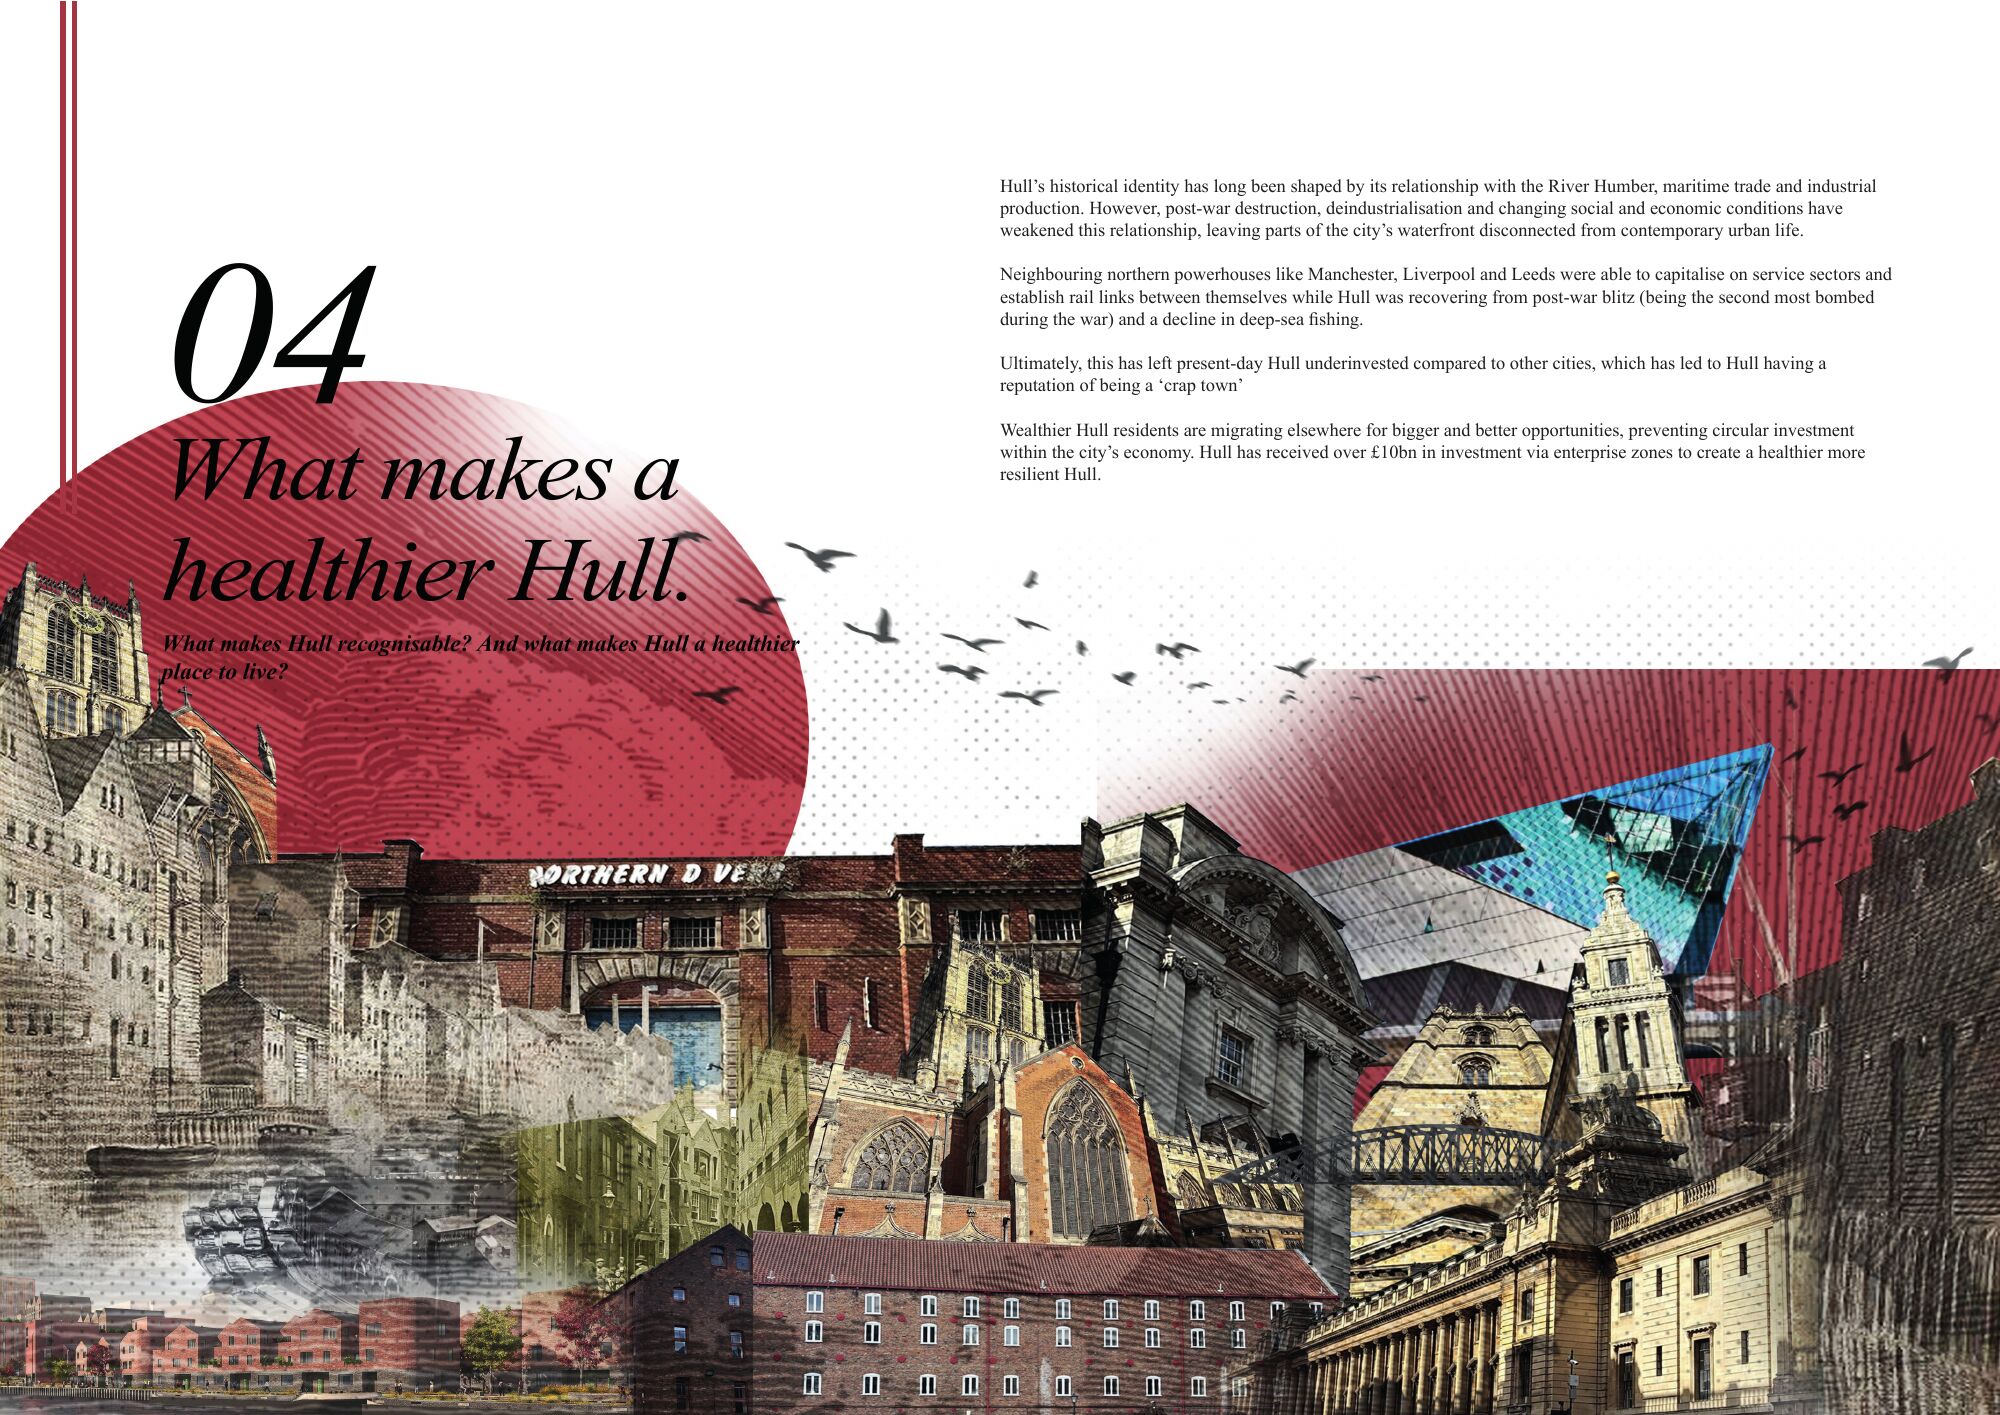 04
What makes a
healthier Hull.
What makes Hull recognisable? And what makes Hull a healthier
place to live?
Hull’s historical identity has long been shaped by its relationship with the River Humber, maritime trade and industrial
production. However, post-war destruction, deindustrialisation and changing social and economic conditions have
weakened this relationship, leaving parts of the city’s waterfront disconnected from contemporary urban life.
Neighbouring northern powerhouses like Manchester, Liverpool and Leeds were able to capitalise on service sectors and
establish rail links between themselves while Hull was recovering from post-war blitz (being the second most bombed
during the war) and a decline in deep-sea fishing.
Ultimately, this has left present-day Hull underinvested compared to other cities, which has led to Hull having a
reputation of being a ‘crap town’
Wealthier Hull residents are migrating elsewhere for bigger and better opportunities, preventing circular investment
within the city’s economy. Hull has received over £10bn in investment via enterprise zones to create a healthier more
resilient Hull.
NORTHERN